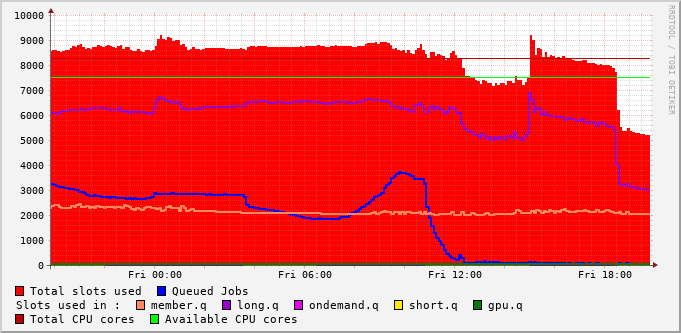 10000
9000
8000
7000
6000
5000
4000
3000
2000
1000
0
Fri 00:00 Fri 06:00 Fri 12:00 Fri 18:00
RRDTOOL / TOBI OETIKER
Total slots used Queued Jobs
Slots used in : member.q long.q ondemand.q short.q gpu.q
Total CPU cores Available CPU cores